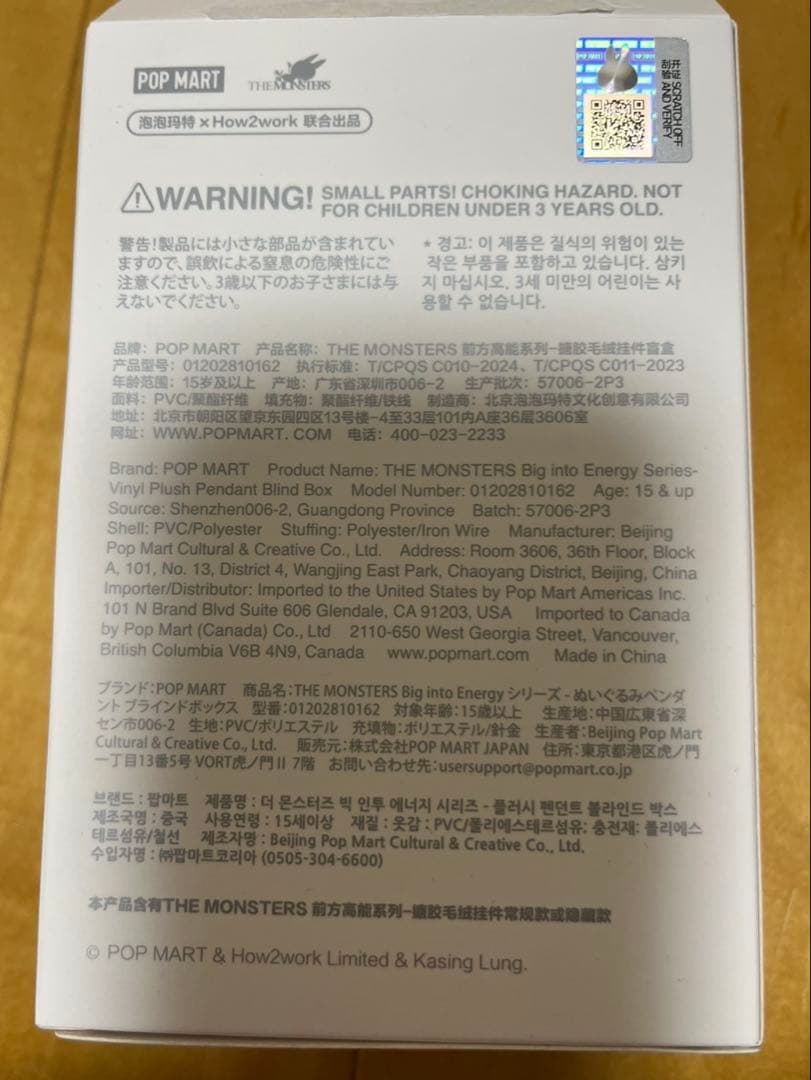 POP MART THE MONSTERS
泡泡玛特 × How2work 联合出品
刮开验证 SCRATCH OFF AND VERIFY
⚠WARNING! SMALL PARTS! CHOKING HAZARD. NOT FOR CHILDREN UNDER 3 YEARS OLD.
警告!製品には小さな部品が含まれてい
ますので、誤飲による窒息の危険性にご
注意ください。3歳以下のお子さまには与
えないでください。
* 경고: 이 제품은 질식의 위험이 있는
작은 부품을 포함하고 있습니다. 삼키
지 마십시오. 3세 미만의 어린이는 사
용할 수 없습니다.
品牌: POP MART 产品名称: THE MONSTERS 前方高能系列-搪胶毛绒挂件盲盒
产品型号: 01202810162 执行标准: T/CPQS C010-2024、T/CPQS C011-2023
年龄范围: 15岁及以上 产地: 广东省深圳市006-2 生产批次: 57006-2P3
面料: PVC/聚酯纤维 填充物: 聚酯纤维/铁线 制造商: 北京泡泡玛特文化创意有限公司
地址: 北京市朝阳区望京东园四区13号楼-4至33层101内A座36层3606室
网址: WWW.POPMART. COM 电话: 400-023-2233
Brand: POP MART Product Name: THE MONSTERS Big into Energy Series-
Vinyl Plush Pendant Blind Box Model Number: 01202810162 Age: 15 & up
Source: Shenzhen006-2, Guangdong Province Batch: 57006-2P3
Shell: PVC/Polyester Stuffing: Polyester/Iron Wire Manufacturer: Beijing
Pop Mart Cultural & Creative Co., Ltd. Address: Room 3606, 36th Floor, Block
A, 101, No. 13, District 4, Wangjing East Park, Chaoyang District, Beijing, China
Importer/Distributor: Imported to the United States by Pop Mart Americas Inc.
101 N Brand Blvd Suite 606 Glendale, CA 91203, USA Imported to Canada
by Pop Mart (Canada) Co., Ltd 2110-650 West Georgia Street, Vancouver,
British Columbia V6B 4N9, Canada www.popmart.com Made in China
ブランド:POP MART 商品名:THE MONSTERS Big into Energy シリーズ - ぬいぐるみペンダ
ント ブラインドボックス 型番:01202810162 対象年齢:15歳以上 生産地:中国広東省深
セン市006-2 生地:PVC/ポリエステル 充填物:ポリエステル/針金 生産者:Beijing Pop Mart
Cultural & Creative Co., Ltd. 販売元:株式会社POP MART JAPAN 住所:東京都港区虎ノ門
一丁目13番5号 VORT虎ノ門Ⅱ 7階 お問い合わせ先:usersupport@popmart.co.jp
브랜드 : 팝마트 제품명 : 더 몬스터즈 빅 인투 에너지 시리즈 - 플러시 펜던트 블라인드 박스
제조국명 : 중국 사용연령 : 15세이상 재질 : 옷감 : PVC/폴리에스테르섬유; 충전재: 폴리에스
테르섬유/철선 제조자명 : Beijing Pop Mart Cultural & Creative Co., Ltd.
수입자명 : ㈜팝마트코리아 (0505-304-6600)
本产品含有THE MONSTERS 前方高能系列-搪胶毛绒挂件常规款或隐藏款
© POP MART & How2work Limited & Kasing Lung.